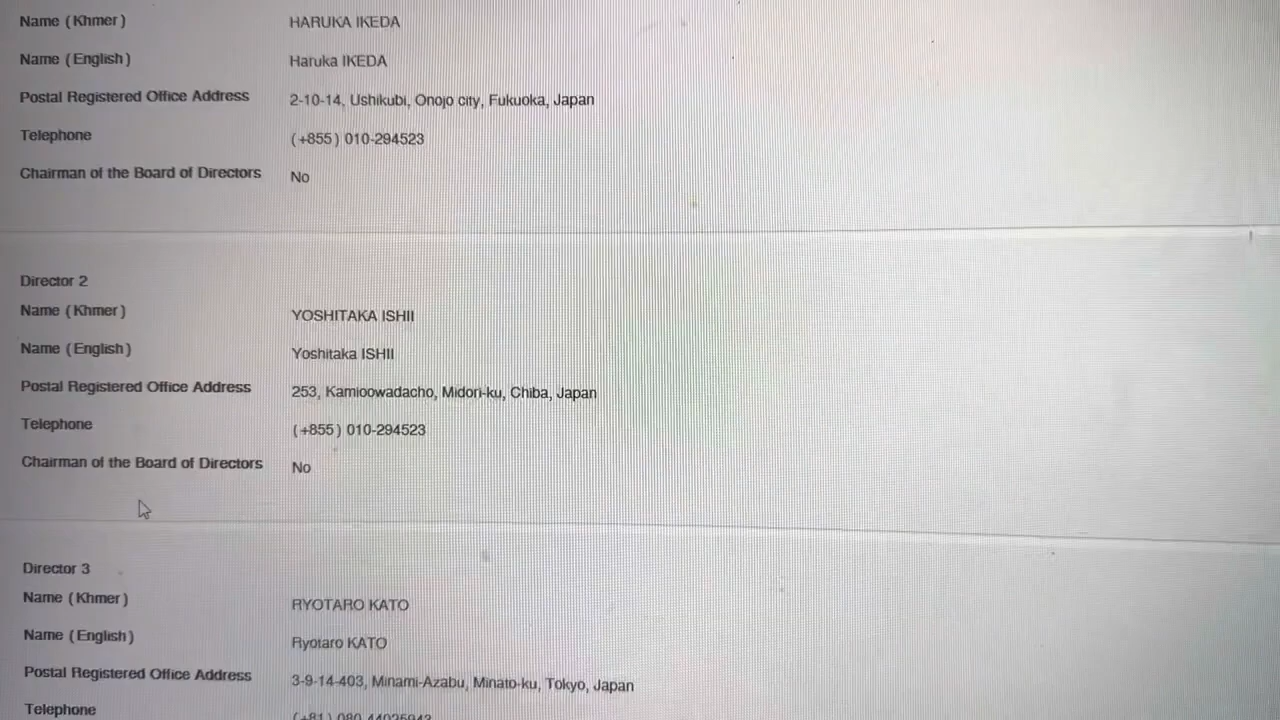 Name (Khmer) HARUKA IKEDA
Name (English) Haruka IKEDA
Postal Registered Office Address 2-10-14, Ushikubi, Onojo city, Fukuoka, Japan
Telephone (+855) 010-294523
Chairman of the Board of Directors No
Director 2
Name (Khmer) YOSHITAKA ISHII
Name (English) Yoshitaka ISHII
Postal Registered Office Address 253, Kamioowadacho, Midori-ku, Chiba, Japan
Telephone (+855) 010-294523
Chairman of the Board of Directors No
Director 3
Name (Khmer) RYOTARO KATO
Name (English) Ryotaro KATO
Postal Registered Office Address 3-9-14-403, Minami-Azabu, Minato-ku, Tokyo, Japan
Telephone (+81) 080